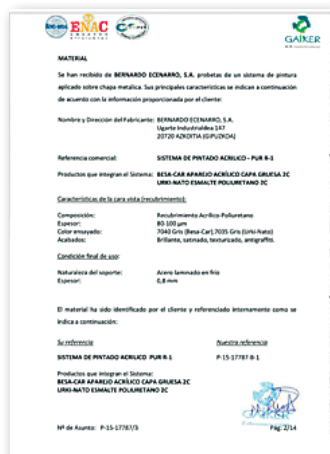 ENAC
GAIKER
MATERIAL
Se han recibido de BERNARDO ECENARRO, S.A. probetas de un sistema de pintura
aplicado sobre chapa metálica. Sus principales características se indican a continuación
de acuerdo con la información proporcionada por el cliente:
Nombre y Dirección del Fabricante: BERNARDO ECENARRO, S.A.
Ugarte Industrialdea 147
20720 AZKOITIA (GIPUZKOA)
Referencia comercial: SISTEMA DE PINTADO ACRILICO - PUR R-1
Productos que integran el Sistema: BESA-CAR APAREJO ACRÍLICO CAPA GRUESA 2C
URKI-NATO ESMALTE POLIURETANO 2C
Características de la cara vista (recubrimiento):
Composición: Recubrimiento Acrílico-Poliuretano
Espesor: 80-100 µm
Color ensayado: 7040 Gris (Besa-Car),7035 Gris (Urki-Nato)
Acabados: Brillante, satinado, texturizado, antigraffiti.
Condición final de uso:
Naturaleza del soporte: Acero laminado en frío
Espesor: 0,8 mm
El material ha sido identificado por el cliente y referenciado internamente como se
indica a continuación:
Su referencia Nuestra referencia
SISTEMA DE PINTADO ACRILICO PUR R-1 P-15-17787-B-1
Productos que integran el Sistema:
BESA-CAR APAREJO ACRÍLICO CAPA GRUESA 2C
URKI-NATO ESMALTE POLIURETANO 2C
GAIKER
Nº de Asunto: P-15-17787/3 Pág. 2/14